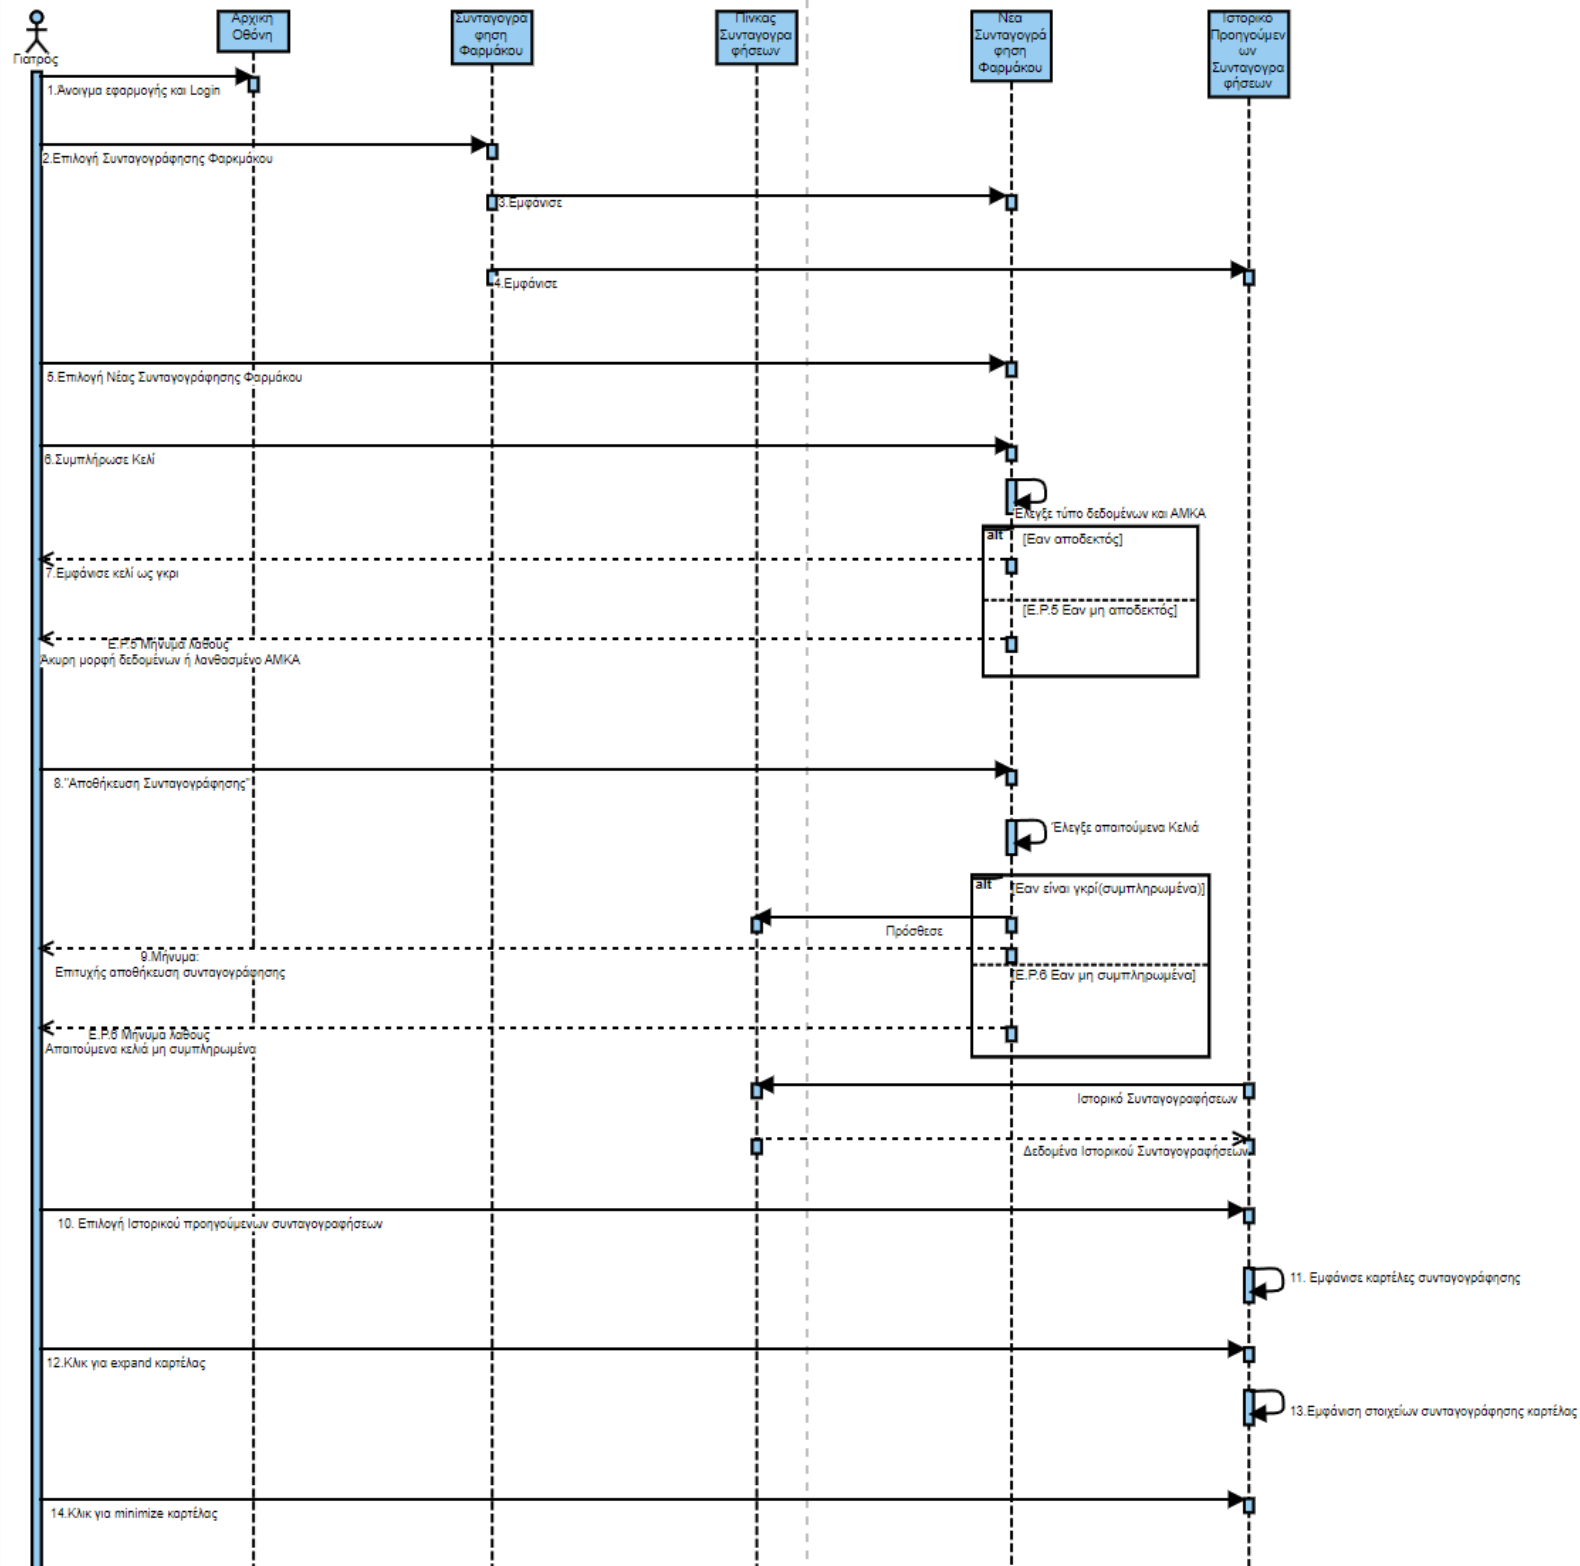 Γιατρός
Αρχική
Οθόνη
Συνταγογρά
φηση
Φαρμάκου
Πίνκας
Συνταγογρα
φήσεων
Νέα
Συνταγογρά
φηση
Φαρμάκου
Ιστορικό
Προηγούμεν
ων
Συνταγογρα
φήσεων
1.Άνοιγμα εφαρμογής και Login
2.Επιλογή Συνταγογράφησης Φαρκμάκου
3.Εμφάνισε
4.Εμφάνισε
5.Επιλογή Νέας Συνταγογράφησης Φαρμάκου
6.Συμπλήρωσε Κελί
Έλεγξε τύπο δεδομένων και ΑΜΚΑ
alt
[Εαν αποδεκτός]
7.Εμφάνισε κελί ως γκρι
[Ε.Ρ.5 Εαν μη αποδεκτός]
Ε.Ρ.5 Μήνυμα λάθους
Άκυρη μορφή δεδομένων ή λανθασμένο ΑΜΚΑ
8."Αποθήκευση Συνταγογράφησης"
Έλεγξε απαιτούμενα Κελιά
alt
[Εαν είναι γκρί(συμπληρωμένα)]
Πρόσθεσε
9.Μήνυμα:
Επιτυχής αποθήκευση συνταγογράφησης
[Ε.Ρ.6 Εαν μη συμπληρωμένα]
Ε.Ρ.6 Μήνυμα λάθους
Απαιτούμενα κελιά μη συμπληρωμένα
Ιστορικό Συνταγογραφήσεων
Δεδομένα Ιστορικού Συνταγογραφήσεων
10. Επιλογή Ιστορικού προηγούμενων συνταγογραφήσεων
11. Εμφάνισε καρτέλες συνταγογράφησης
12.Κλικ για expand καρτέλας
13.Εμφάνιση στοιχείων συνταγογράφησης καρτέλας
14.Κλικ για minimize καρτέλας